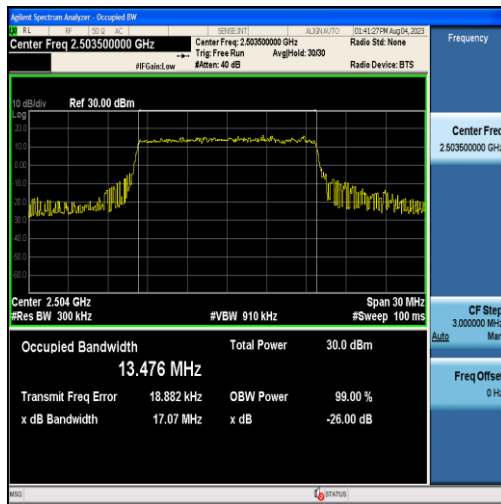 Agilent Spectrum Analyzer - Occupied BW
RL RF 50 Ω AC SENSE:INT ALIGN AUTO 01:41:27PM Aug 04, 2023
Center Freq 2.503500000 GHz Center Freq: 2.503500000 GHz Radio Std: None Frequency
Trig: Free Run Avg|Hold: 30/30
#IFGain:Low #Atten: 40 dB Radio Device: BTS
10 dB/div Ref 30.00 dBm
Log
20.0
10.0
0.00
-10.0
-20.0
-30.0
-40.0
-50.0
-60.0
Center Freq
2.503500000 GHz
Center 2.504 GHz Span 30 MHz
#Res BW 300 kHz #VBW 910 kHz #Sweep 100 ms
CF Step
3.000000 MHz
Auto Man
Occupied Bandwidth Total Power 30.0 dBm
13.476 MHz
Transmit Freq Error 18.882 kHz OBW Power 99.00 %
x dB Bandwidth 17.07 MHz x dB -26.00 dB
Freq Offset
0 Hz
MSG STATUS